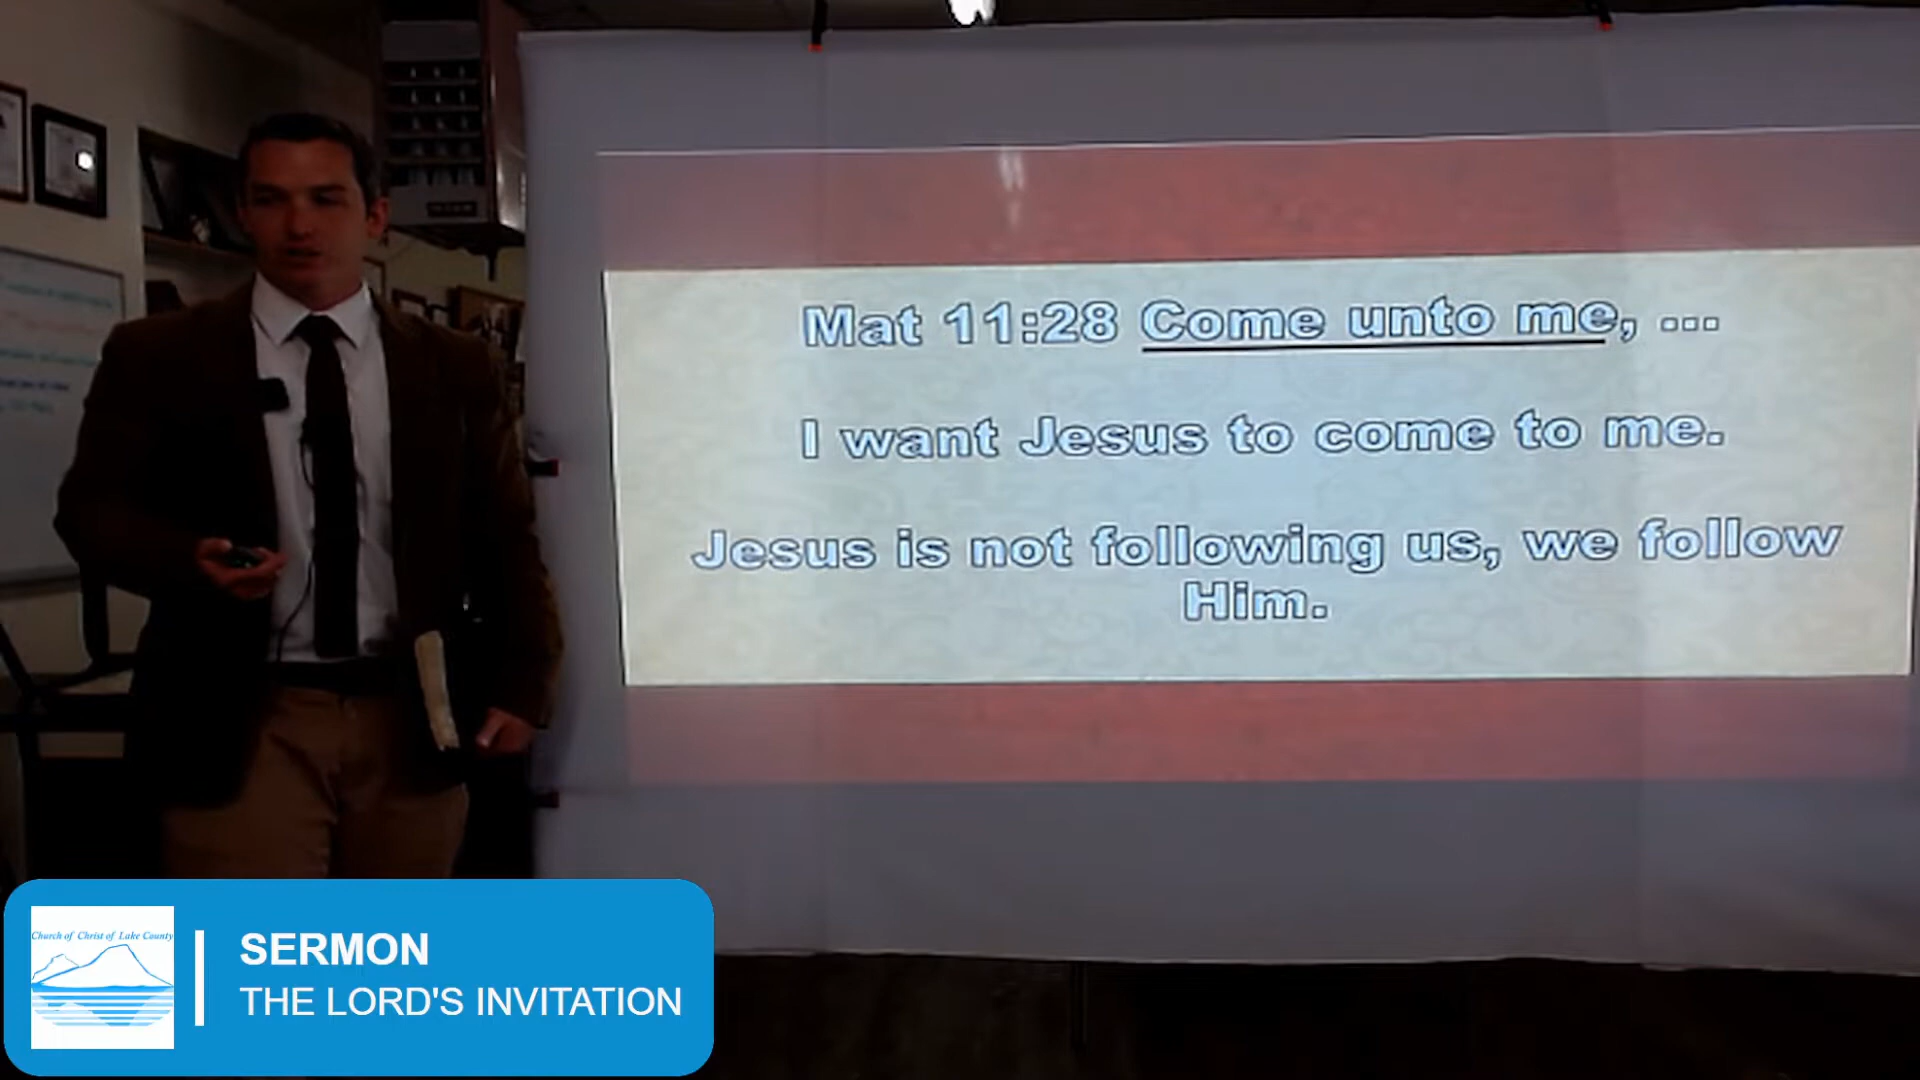 Mat 11:28 Come unto me, ...
I want Jesus to come to me.
Jesus is not following us, we follow
Him.
Church of Christ of Lake County
SERMON
THE LORD'S INVITATION